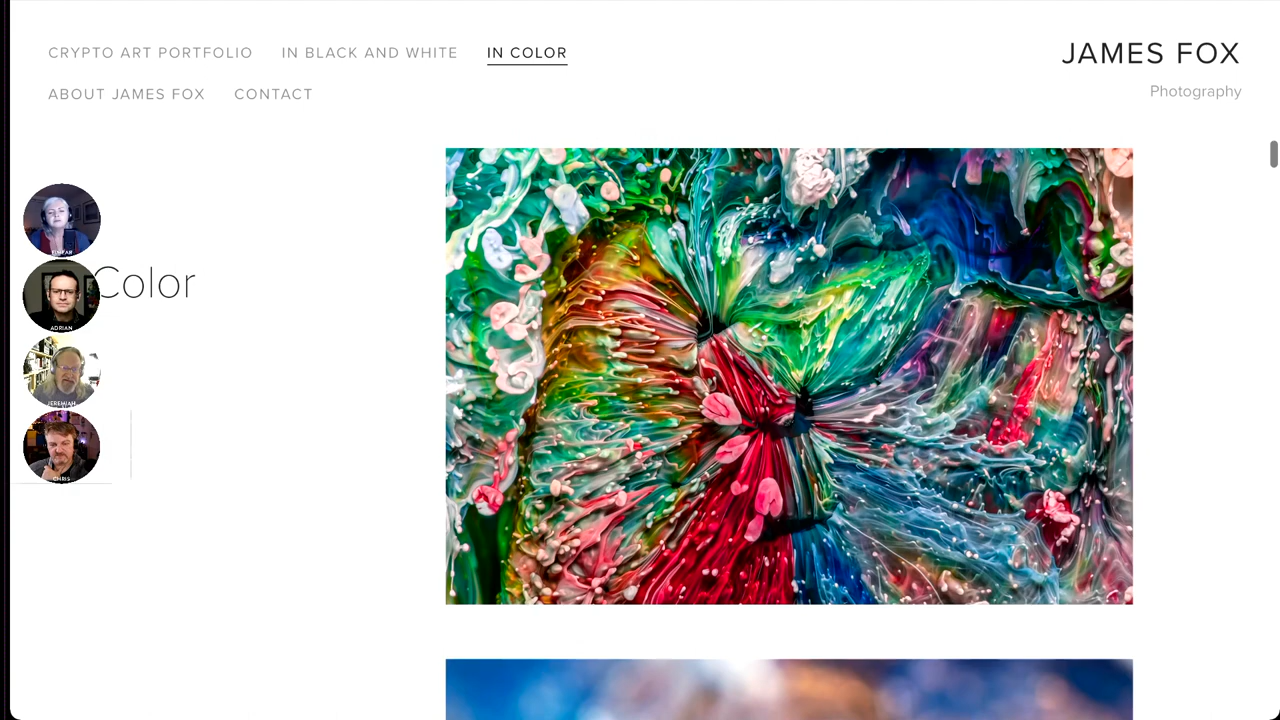 CRYPTO ART PORTFOLIO IN BLACK AND WHITE IN COLOR
ABOUT JAMES FOX CONTACT
JAMES FOX
Photography
Color
ADRIAN
JEREMIAH
CHRIS